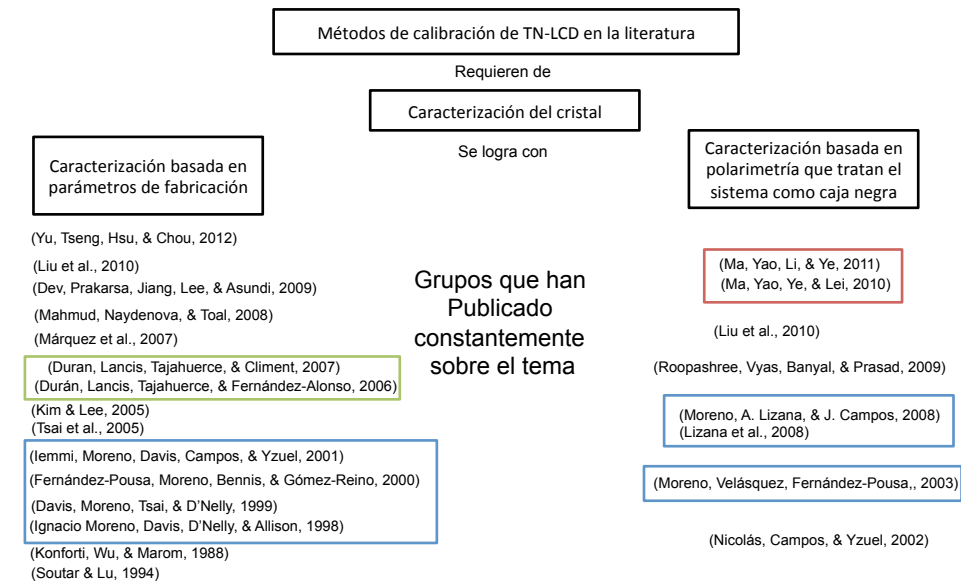 Métodos de calibración de TN-LCD en la literatura
Requieren de
Caracterización del cristal
Se logra con
Caracterización basada en
parámetros de fabricación
(Yu, Tseng, Hsu, & Chou, 2012)
(Liu et al., 2010)
(Dev, Prakarsa, Jiang, Lee, & Asundi, 2009)
(Mahmud, Naydenova, & Toal, 2008)
(Márquez et al., 2007)
(Duran, Lancis, Tajahuerce, & Climent, 2007)
(Durán, Lancis, Tajahuerce, & Fernández-Alonso, 2006)
(Kim & Lee, 2005)
(Tsai et al., 2005)
(Iemmi, Moreno, Davis, Campos, & Yzuel, 2001)
(Fernández-Pousa, Moreno, Bennis, & Gómez-Reino, 2000)
(Davis, Moreno, Tsai, & D'Nelly, 1999)
(Ignacio Moreno, Davis, D'Nelly, & Allison, 1998)
(Konforti, Wu, & Marom, 1988)
(Soutar & Lu, 1994)
Grupos que han
Publicado
constantemente
sobre el tema
Caracterización basada en
polarimetría que tratan el
sistema como caja negra
(Ma, Yao, Li, & Ye, 2011)
(Ma, Yao, Ye, & Lei, 2010)
(Liu et al., 2010)
(Roopashree, Vyas, Banyal, & Prasad, 2009)
(Moreno, A. Lizana, & J. Campos, 2008)
(Lizana et al., 2008)
(Moreno, Velásquez, Fernández-Pousa,, 2003)
(Nicolás, Campos, & Yzuel, 2002)